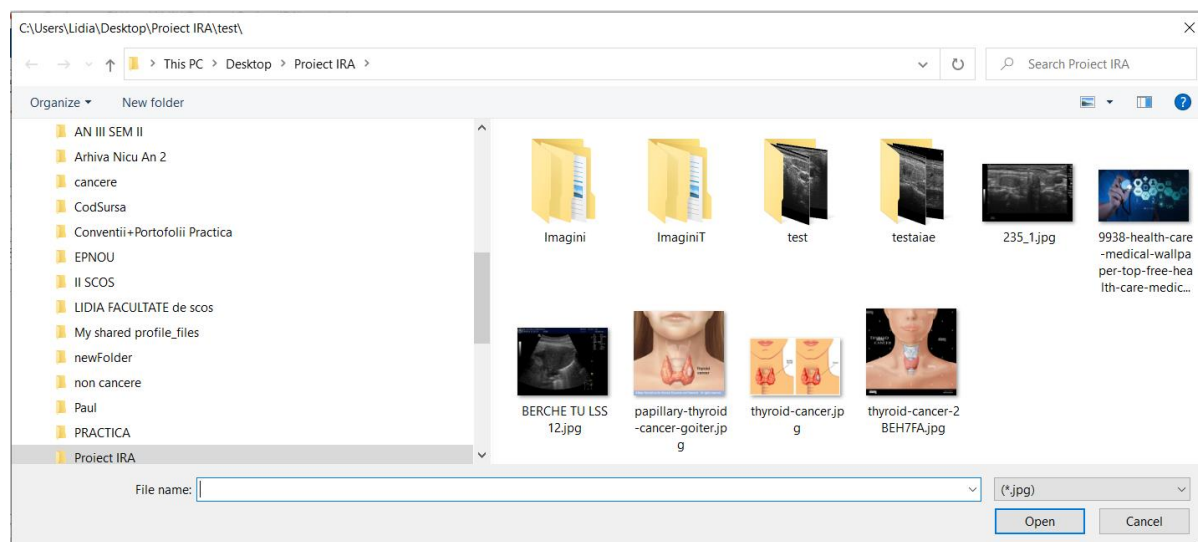 C:\Users\Lidia\Desktop\Proiect IRA\test\
This PC > Desktop > Proiect IRA >
Search Proiect IRA
Organize
New folder
AN III SEM II
Arhiva Nicu An 2
cancere
CodSursa
Conventii+Portofolii Practica
EPNOU
II SCOS
LIDIA FACULTATE de scos
My shared profile_files
newFolder
non cancere
Paul
PRACTICA
Proiect IRA
Imagini
ImaginiT
test
testaiae
235_1.jpg
9938-health-care
-medical-wallpa
per-top-free-hea
lth-care-medic...
BERCHE TU LSS
12.jpg
papillary-thyroid
-cancer-goiter.jp
g
thyroid-cancer.jp
g
thyroid-cancer-2
BEH7FA.jpg
File name:
(*.jpg)
Open
Cancel